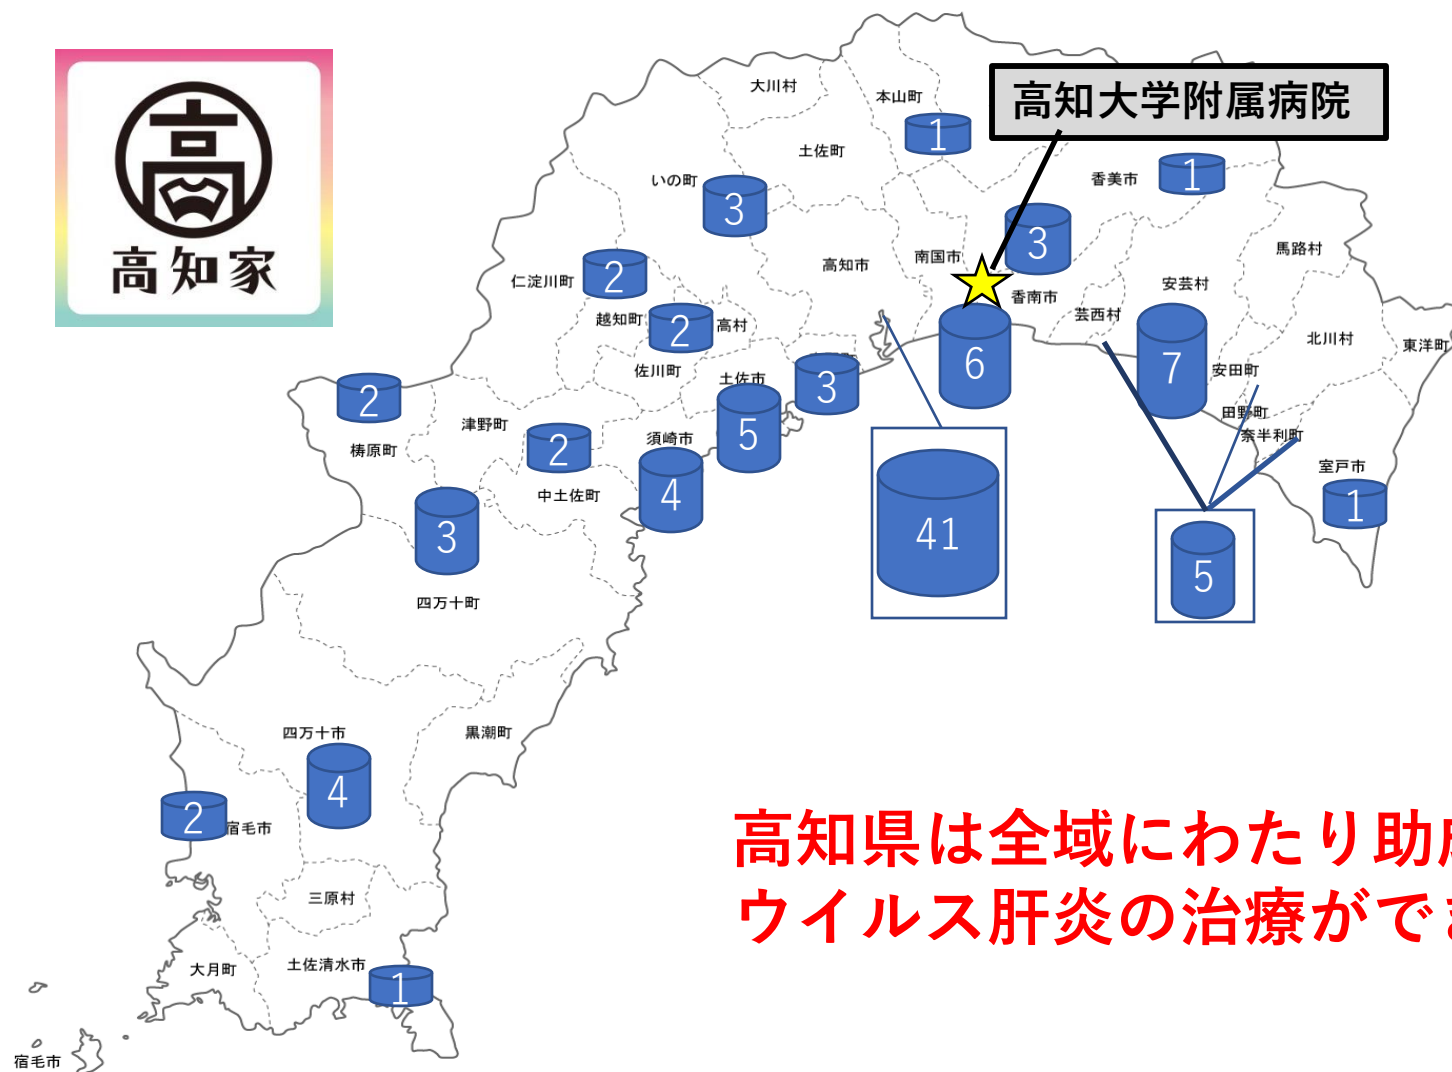 高
高知家
大川村
本山町
高知大学附属病院
1
土佐町
いの町
3
香美市
1
3
南国市
高知市
馬路村
仁淀川町
2
安芸村
香南市
芸西村
越知町
2
高村
北川村
東洋町
6
7
佐川町
土佐市
3
安田町
2
梼原町
津野町
5
田野町
奈半利町
須崎市
2
4
中土佐町
室戸市
1
3
41
5
四万十町
四万十市
黒潮町
4
2
宿毛市
高知県は全域にわたり助
ウイルス肝炎の治療ができ
三原村
大月町
土佐清水市
1
宿毛市